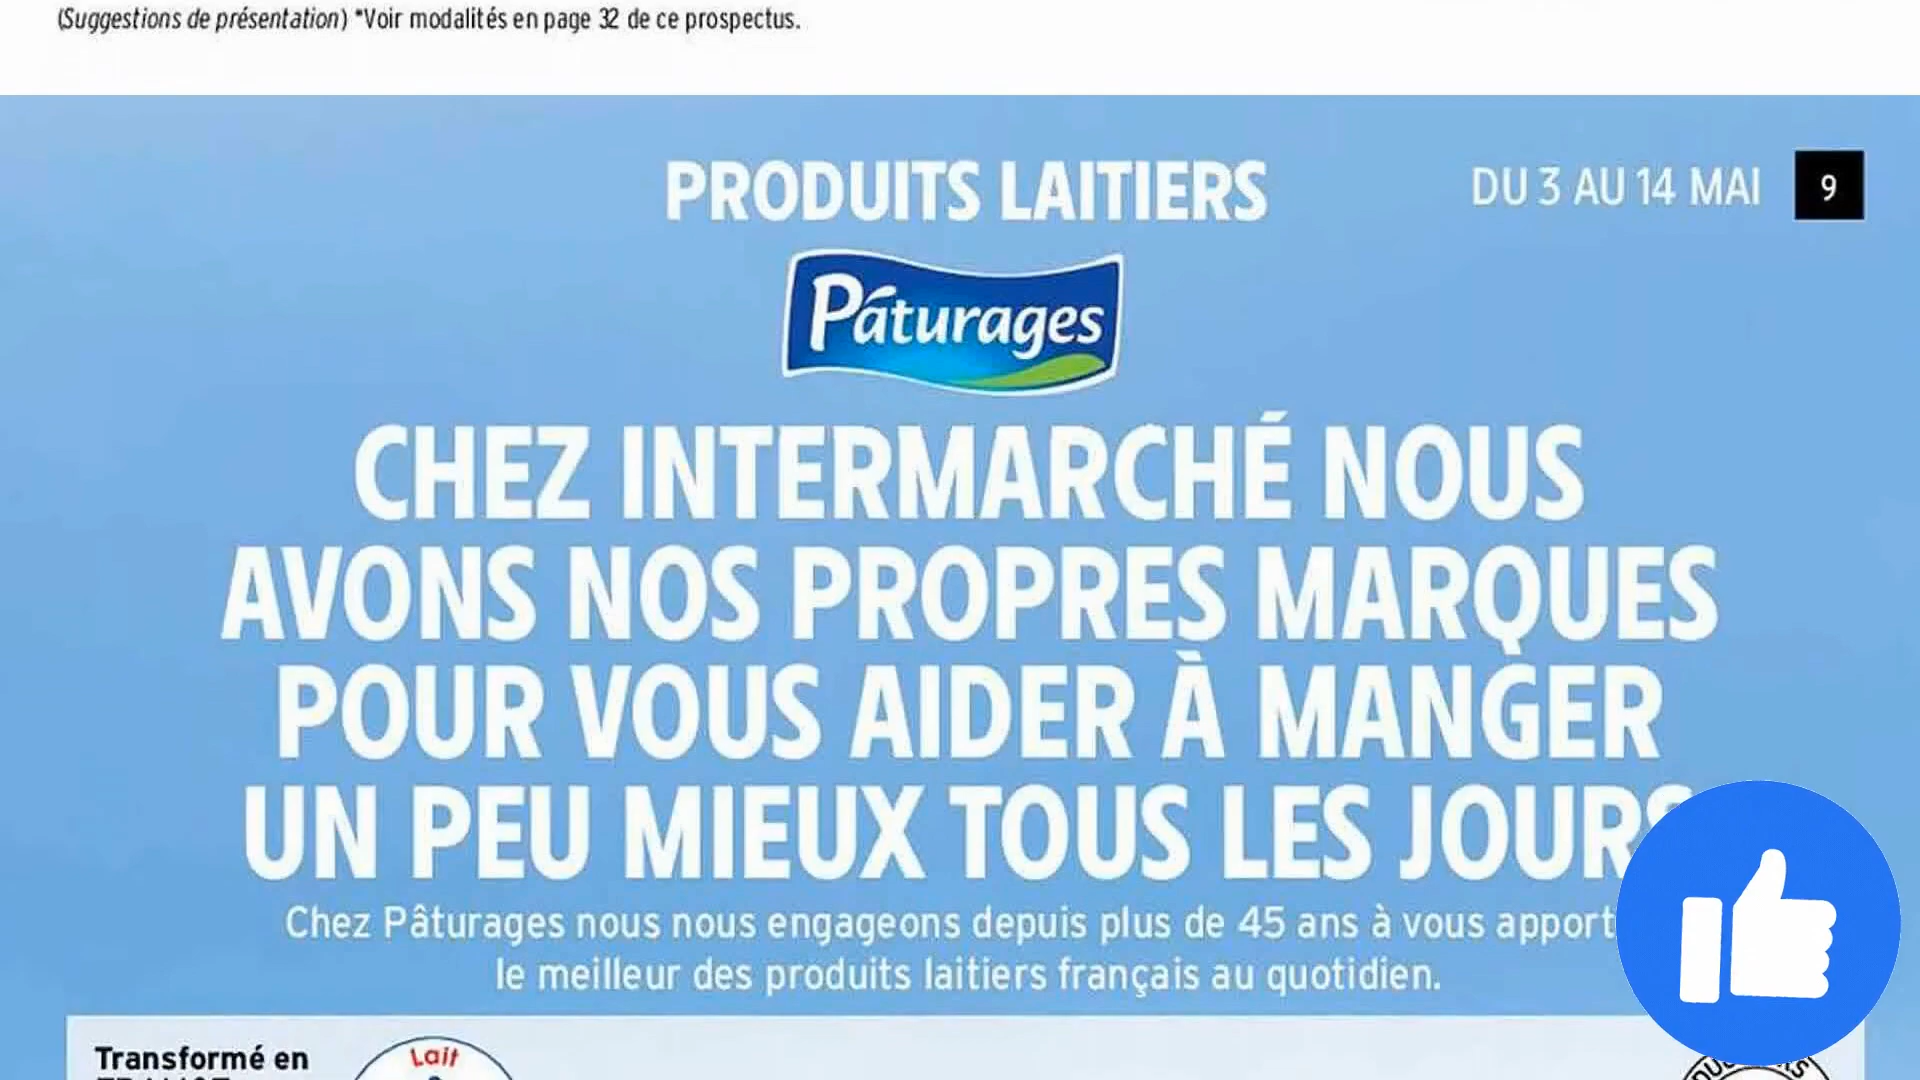 (Suggestions de présentation) *Voir modalités en page 32 de ce prospectus.
PRODUITS LAITIERS
DU 3 AU 14 MAI 9
Pâturages
CHEZ INTERMARCHÉ NOUS
AVONS NOS PROPRES MARQUES
POUR VOUS AIDER À MANGER
UN PEU MIEUX TOUS LES JOURS
Chez Pâturages nous nous engageons depuis plus de 45 ans à vous apport
le meilleur des produits laitiers français au quotidien.
Transformé en
Lait